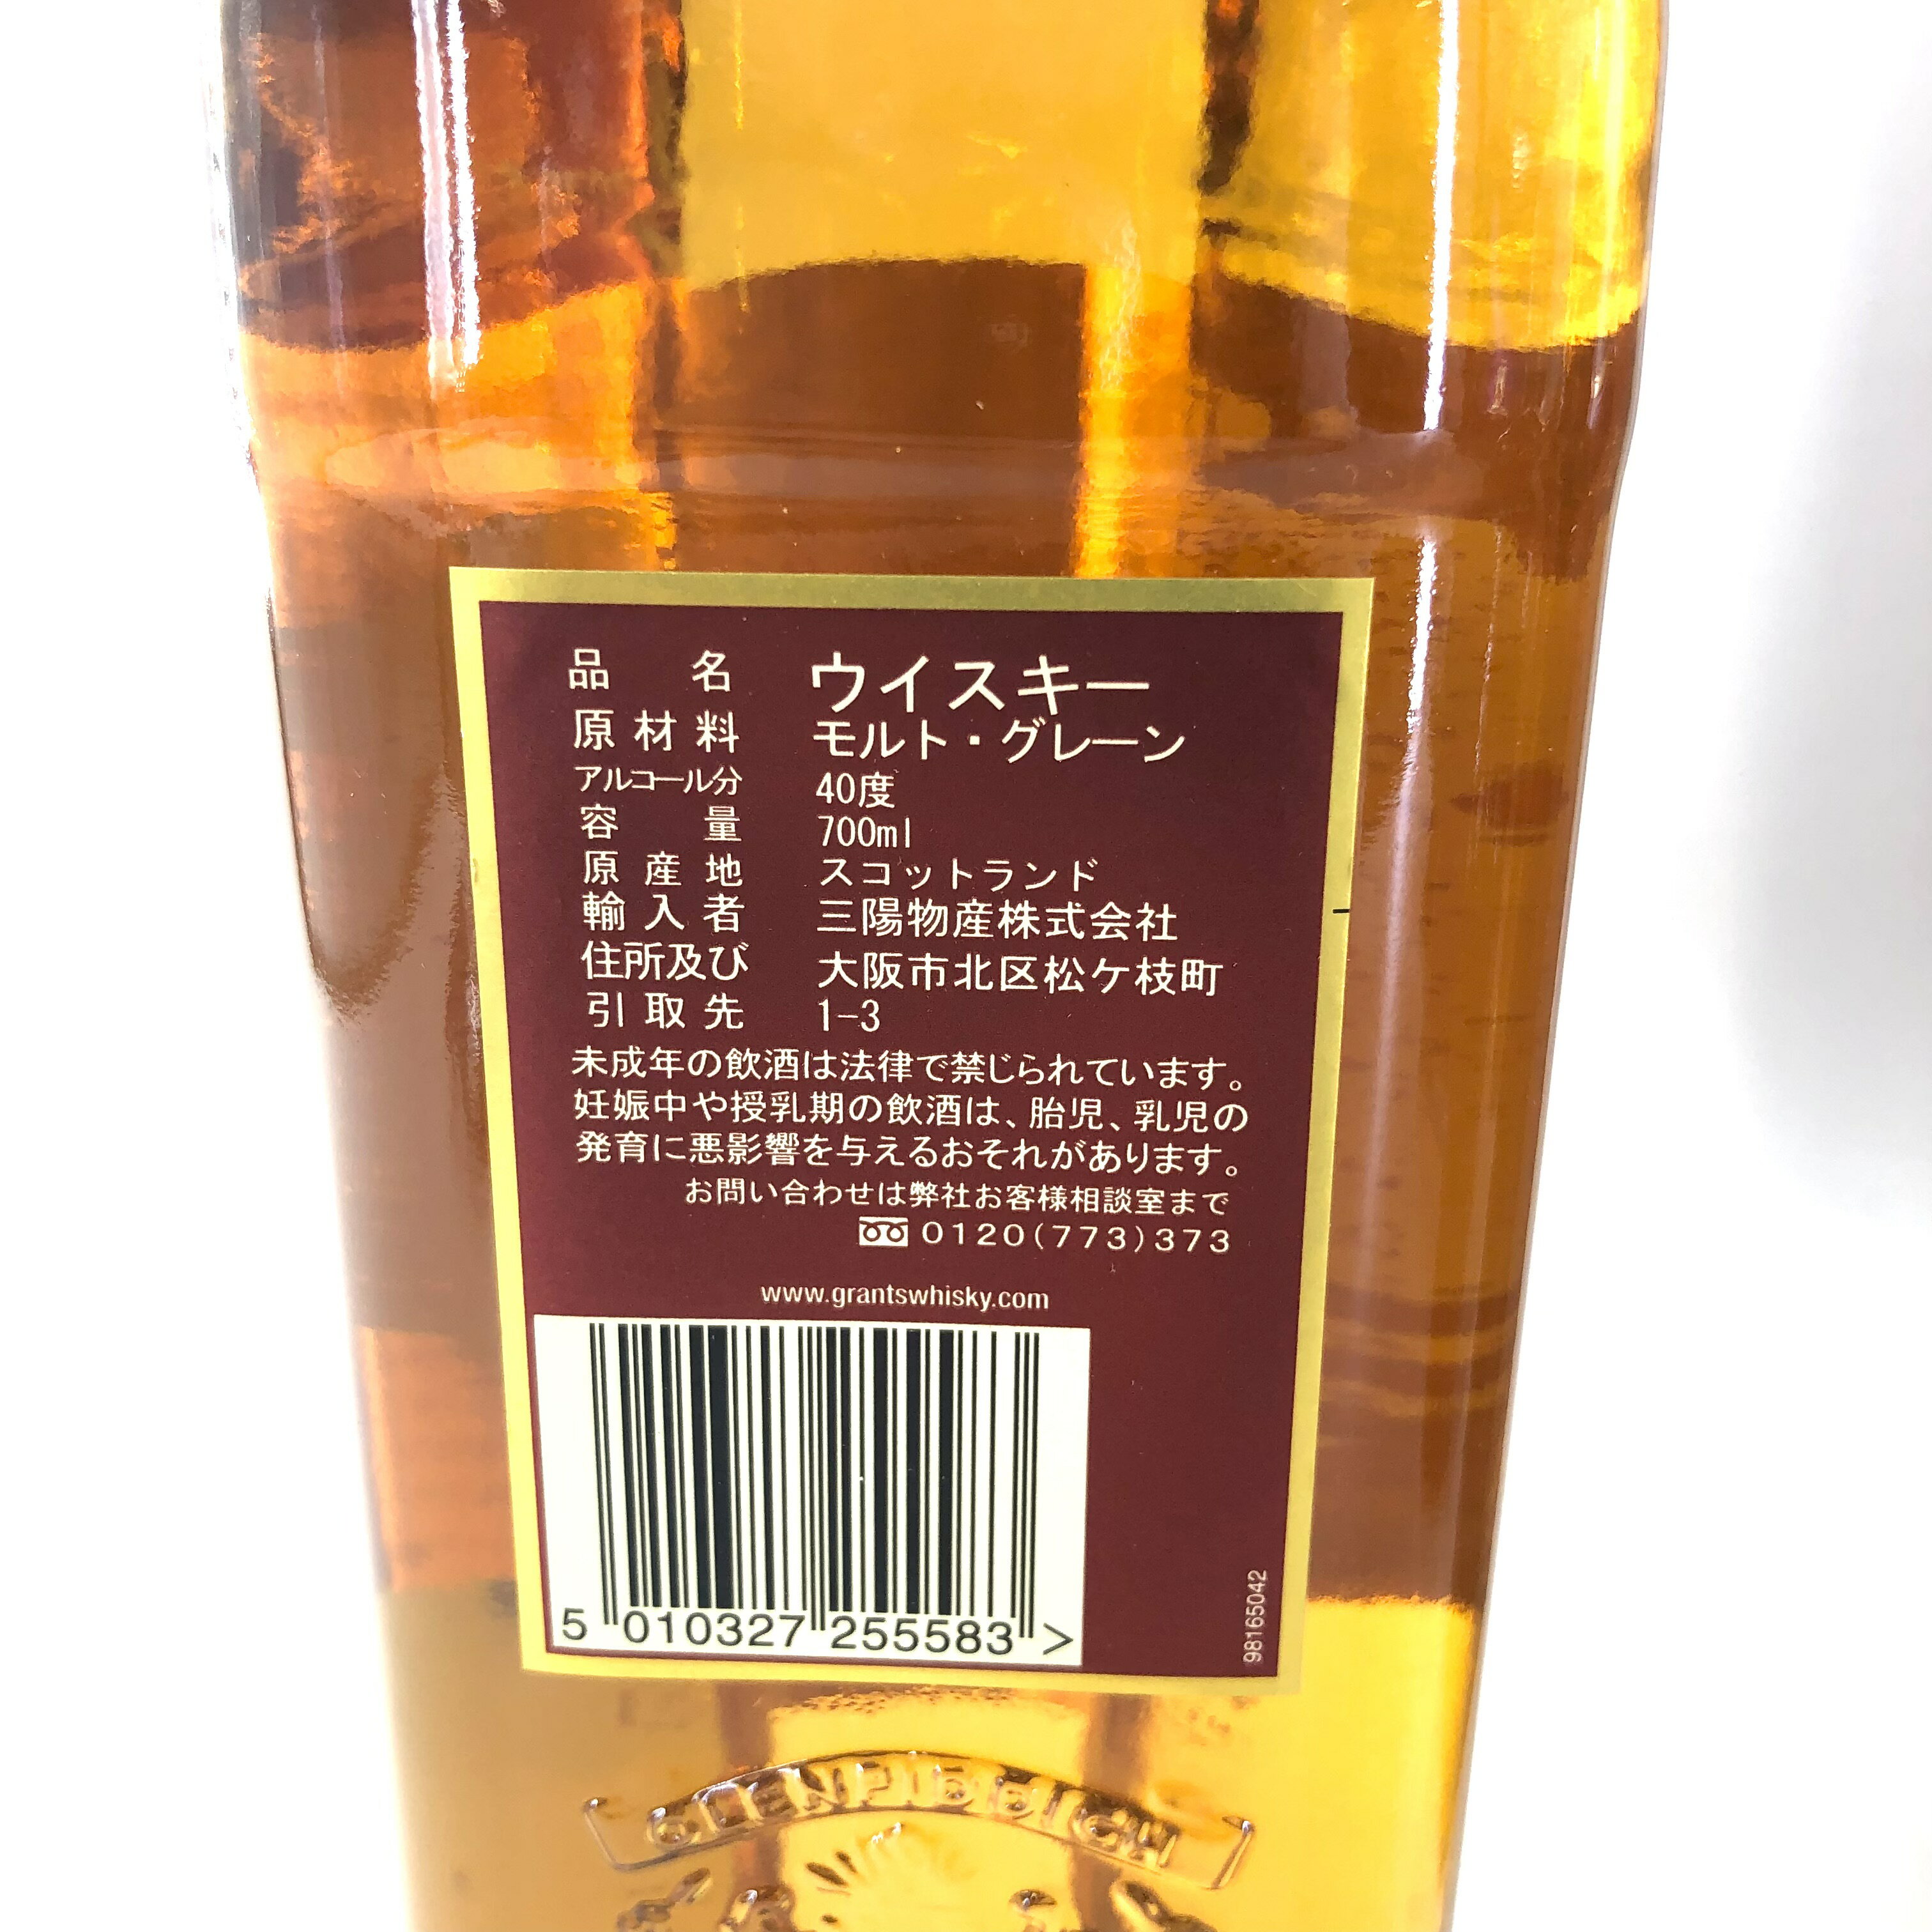 品名 ウイスキー
原材料 モルト・グレーン
アルコール分 40度
容量 700ml
原産地 スコットランド
輸入者 三陽物産株式会社
住所及び 大阪市北区松ケ枝町
引取先 1-3
未成年の飲酒は法律で禁じられています。
妊娠中や授乳期の飲酒は、胎児、乳児の
発育に悪影響を与えるおそれがあります。
お問い合わせは弊社お客様相談室まで
0120(773)373
www.grantswhisky.com
5 010327 255583 >
98165042
GLENFIDDICH